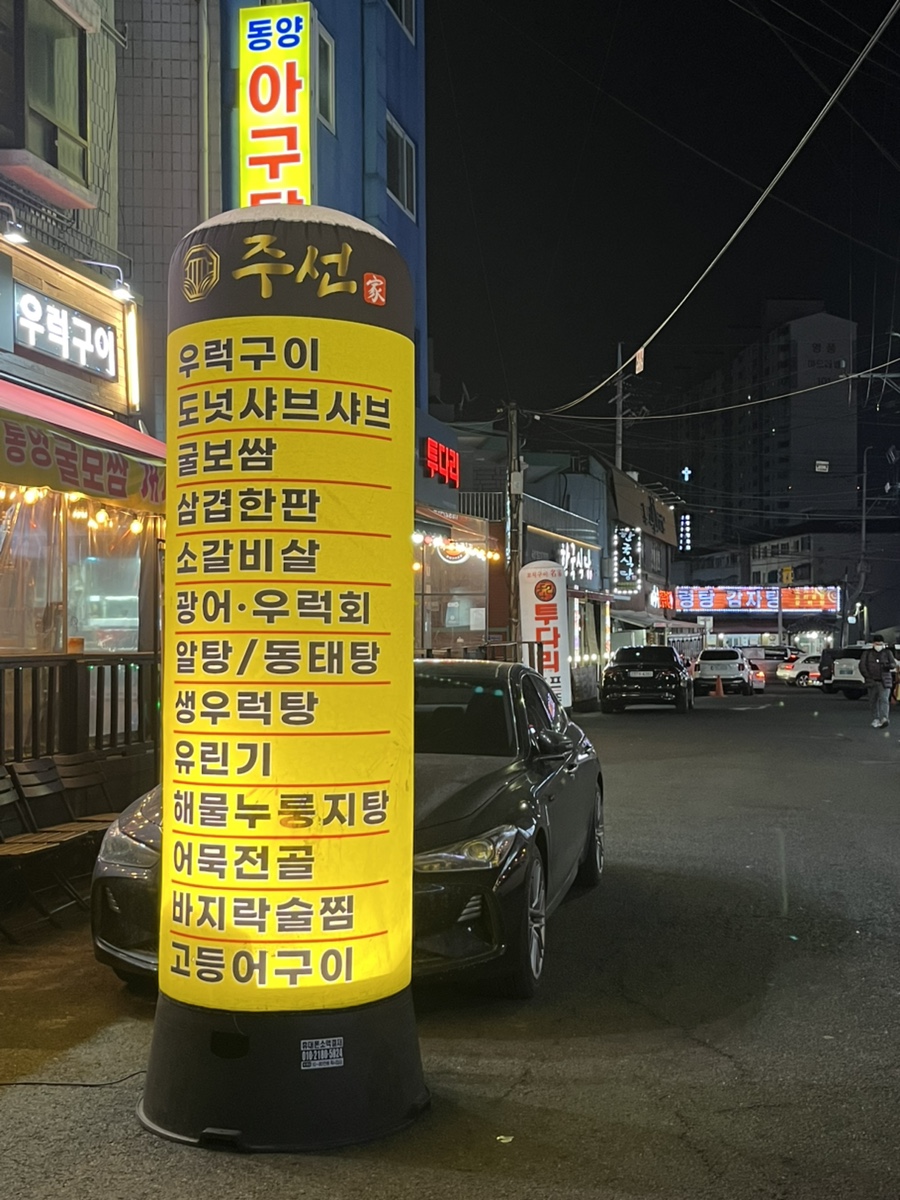 동양
아구
주선
家
우럭구이
도넛샤브샤브
굴보쌈
삼겹한판
소갈비살
광어·우럭회
알탕/동태탕
생우럭탕
유린기
해물누룽지탕
어묵전골
바지락술찜
고등어구이
우럭구이
투다리
투다리
감자탕